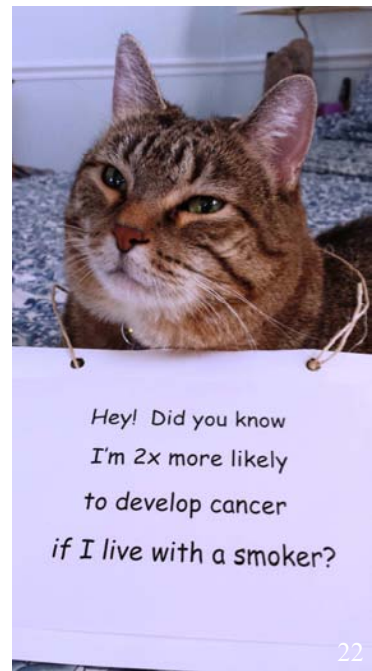 Hey! Did you know
I'm 2x more likely
to develop cancer
if I live with a smoker?
22